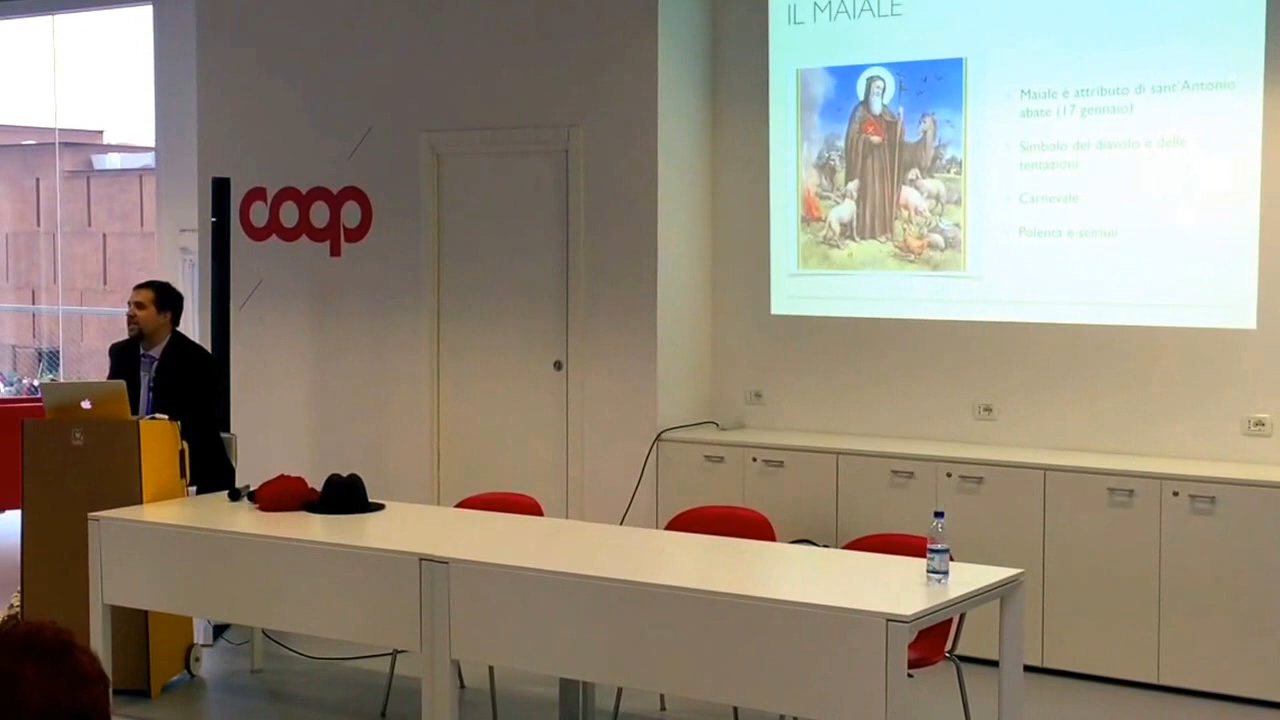 IL MAIALE
Maiale è attributo di sant'Antonio
abate (17 gennaio)
Simbolo del diavolo e delle
tentazioni
Carnevale
Polenta e
coop